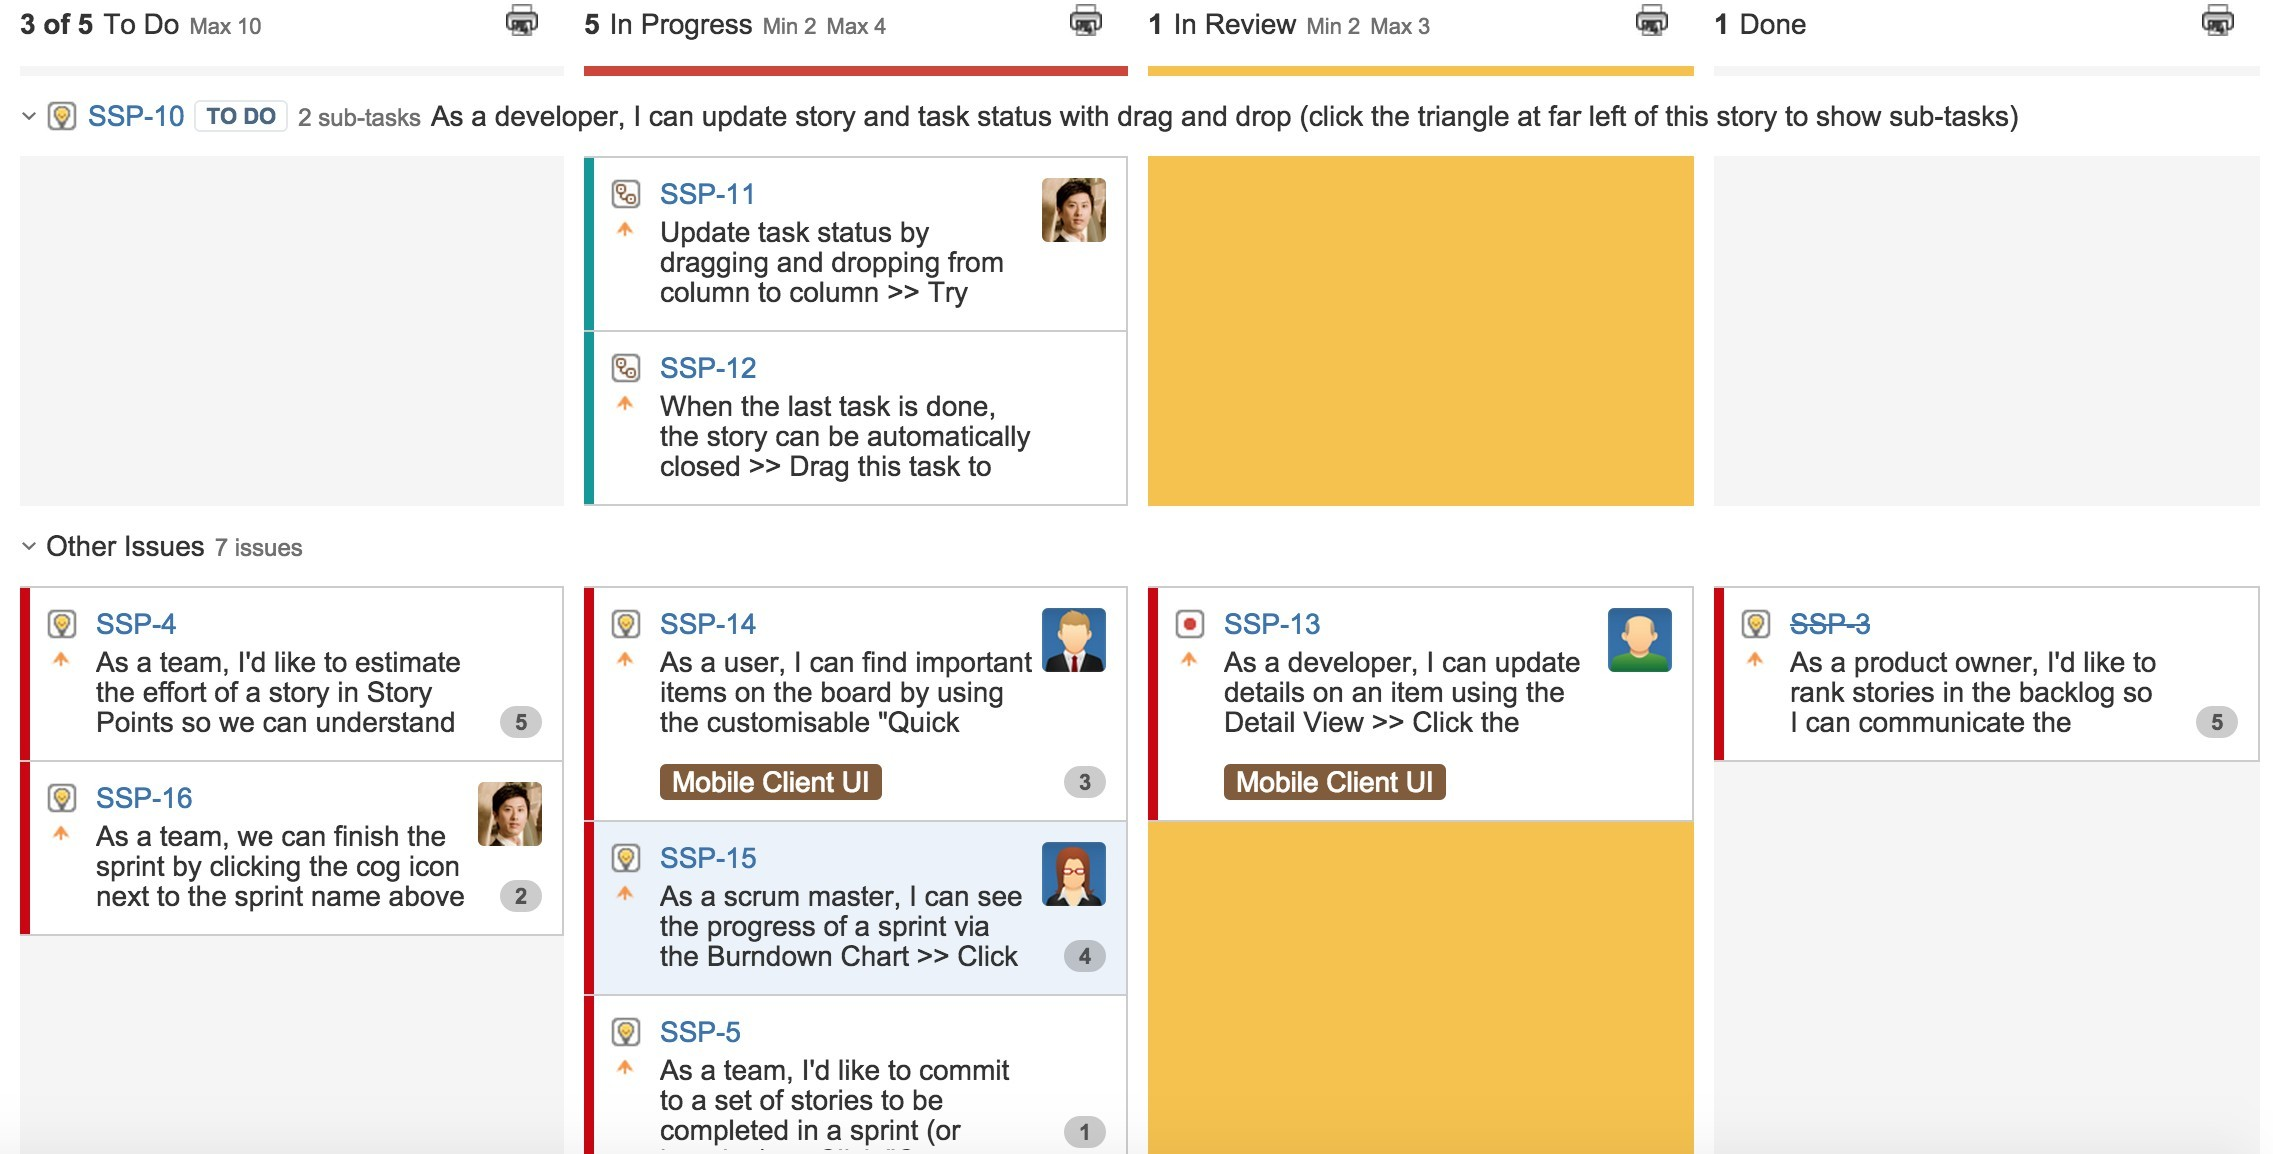 3 of 5 To Do Max 10
5 In Progress Min 2 Max 4
1 In Review Min 2 Max 3
1 Done
SSP-10 TO DO 2 sub-tasks As a developer, I can update story and task status with drag and drop (click the triangle at far left of this story to show sub-tasks)
SSP-11
Update task status by
dragging and dropping from
column to column >> Try
SSP-12
When the last task is done,
the story can be automatically
closed >> Drag this task to
Other Issues 7 issues
SSP-4
As a team, I'd like to estimate
the effort of a story in Story
Points so we can understand
5
SSP-16
As a team, we can finish the
sprint by clicking the cog icon
next to the sprint name above
2
SSP-14
As a user, I can find important
items on the board by using
the customisable "Quick
Mobile Client UI
3
SSP-15
As a scrum master, I can see
the progress of a sprint via
the Burndown Chart >> Click
4
SSP-5
As a team, I'd like to commit
to a set of stories to be
completed in a sprint (or
1
SSP-13
As a developer, I can update
details on an item using the
Detail View >> Click the
Mobile Client UI
SSP-3
As a product owner, I'd like to
rank stories in the backlog so
I can communicate the
5